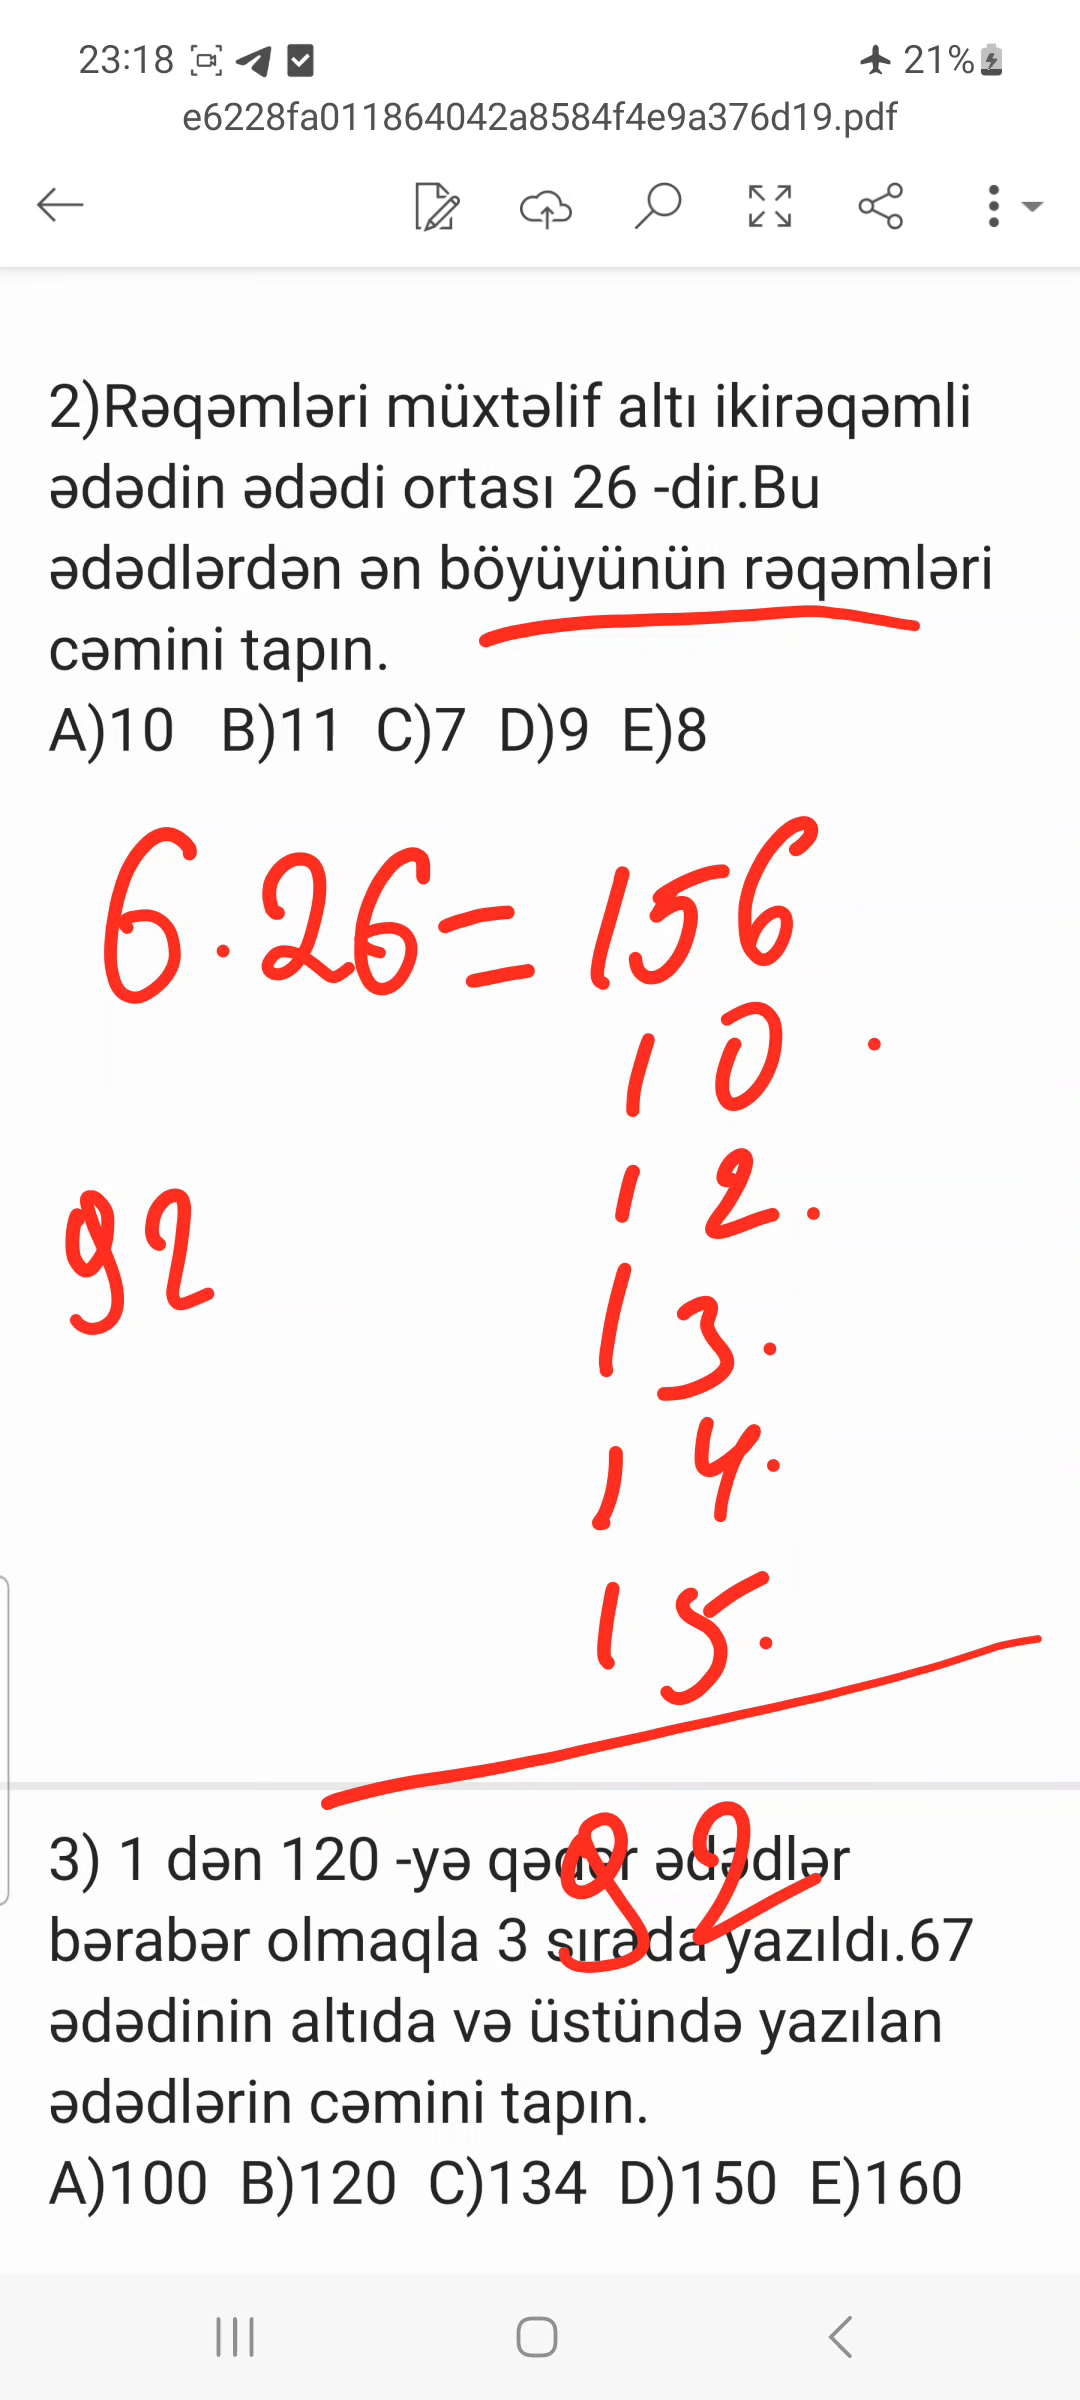 23:18 21%
e6228fa011864042a8584f4e9a376d19.pdf
2)Rəqəmləri müxtəlif altı ikirəqəmli
ədədin ədədi ortası 26 -dir.Bu
ədədlərdən ən böyüyünün rəqəmləri
cəmini tapın.
A)10 B)11 C)7 D)9 E)8
6.26=156
10
12.
92
13.
14.
15.
92
3) 1 dən 120 -yə qədər ədədlər
bərabər olmaqla 3 sırada yazıldı.67
ədədinin altıda və üstündə yazılan
ədədlərin cəmini tapın.
A)100 B)120 C)134 D)150 E)160